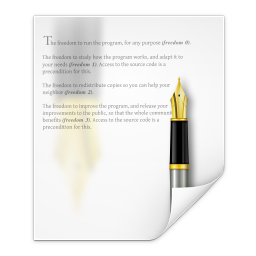 The freedom to run the program, for any purpose (freedom 0).
The freedom to study how the program works, and adapt it to
your needs (freedom 1). Access to the source code is a
precondition for this.
The freedom to redistribute copies so you can help your
neighbor (freedom 2).
The freedom to improve the program, and release your
improvements to the public, so that the whole community
benefits (freedom 3). Access to the source code is a
precondition for this.